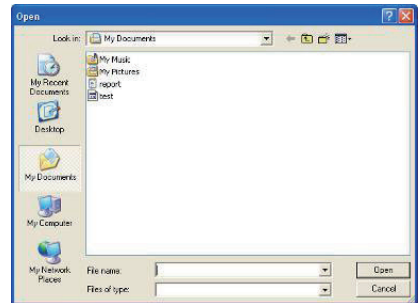 Open
Look in:
My Documents
My Music
My Pictures
report
test
My Recent
Documents
Desktop
My Documents
My Computer
My Network
Places
File name:
Open
Files of type:
Cancel